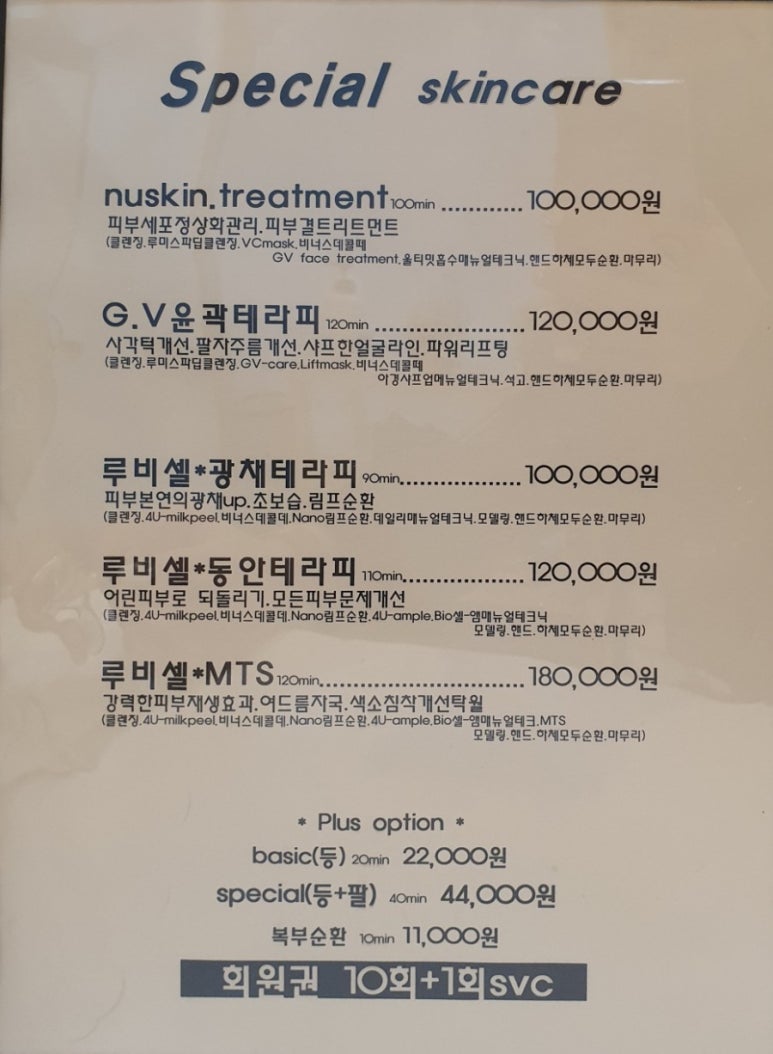 Special skincare
nuskin.treatment 100min ............ 100,000원
피부세포정상화관리.피부결트리트먼트
(클렌징.루미스파딥클렌징.VCmask.비너스데콜떼
GV face treatment.울티밋흡수매뉴얼테크닉.핸드하체모두순환.마무리)
G.V윤곽테라피 120min ...................... 120,000원
사각턱개선.팔자주름개선.샤프한얼굴라인.파워리프팅
(클렌징.루미스파딥클렌징.GV-care.Liftmask.비너스데콜떼
아경샤프업메뉴얼테크닉.석고.핸드하체모두순환.마무리)
루비셀*광채테라피 90min.................. 100,000원
피부본연의광채up.초보습.림프순환
(클렌징.4U-milkpeel.비너스데콜데.Nano림프순환.데일리매뉴얼테크닉.모델링.핸드하체모두순환.마무리)
루비셀*동안테라피 110min.................. 120,000원
어린피부로 되돌리기.모든피부문제개선
(클렌징.4U-milkpeel.비너스데콜데.Nano림프순환.4U-ample.Bio셀-앰매뉴얼테크닉
모델링.핸드.하체모두순환.마무리)
루비셀*MTS 120min.............................. 180,000원
강력한피부재생효과.여드름자국.색소침착개선탁월
(클렌징.4U-milkpeel.비너스데콜데.Nano림프순환.4U-ample.Bio셀-앰매뉴얼테크.MTS
모델링.핸드.하체모두순환.마무리)
* Plus option *
basic(등) 20min 22,000원
special(등+팔) 40min 44,000원
복부순환 10min 11,000원
회원권 10회+1회svc